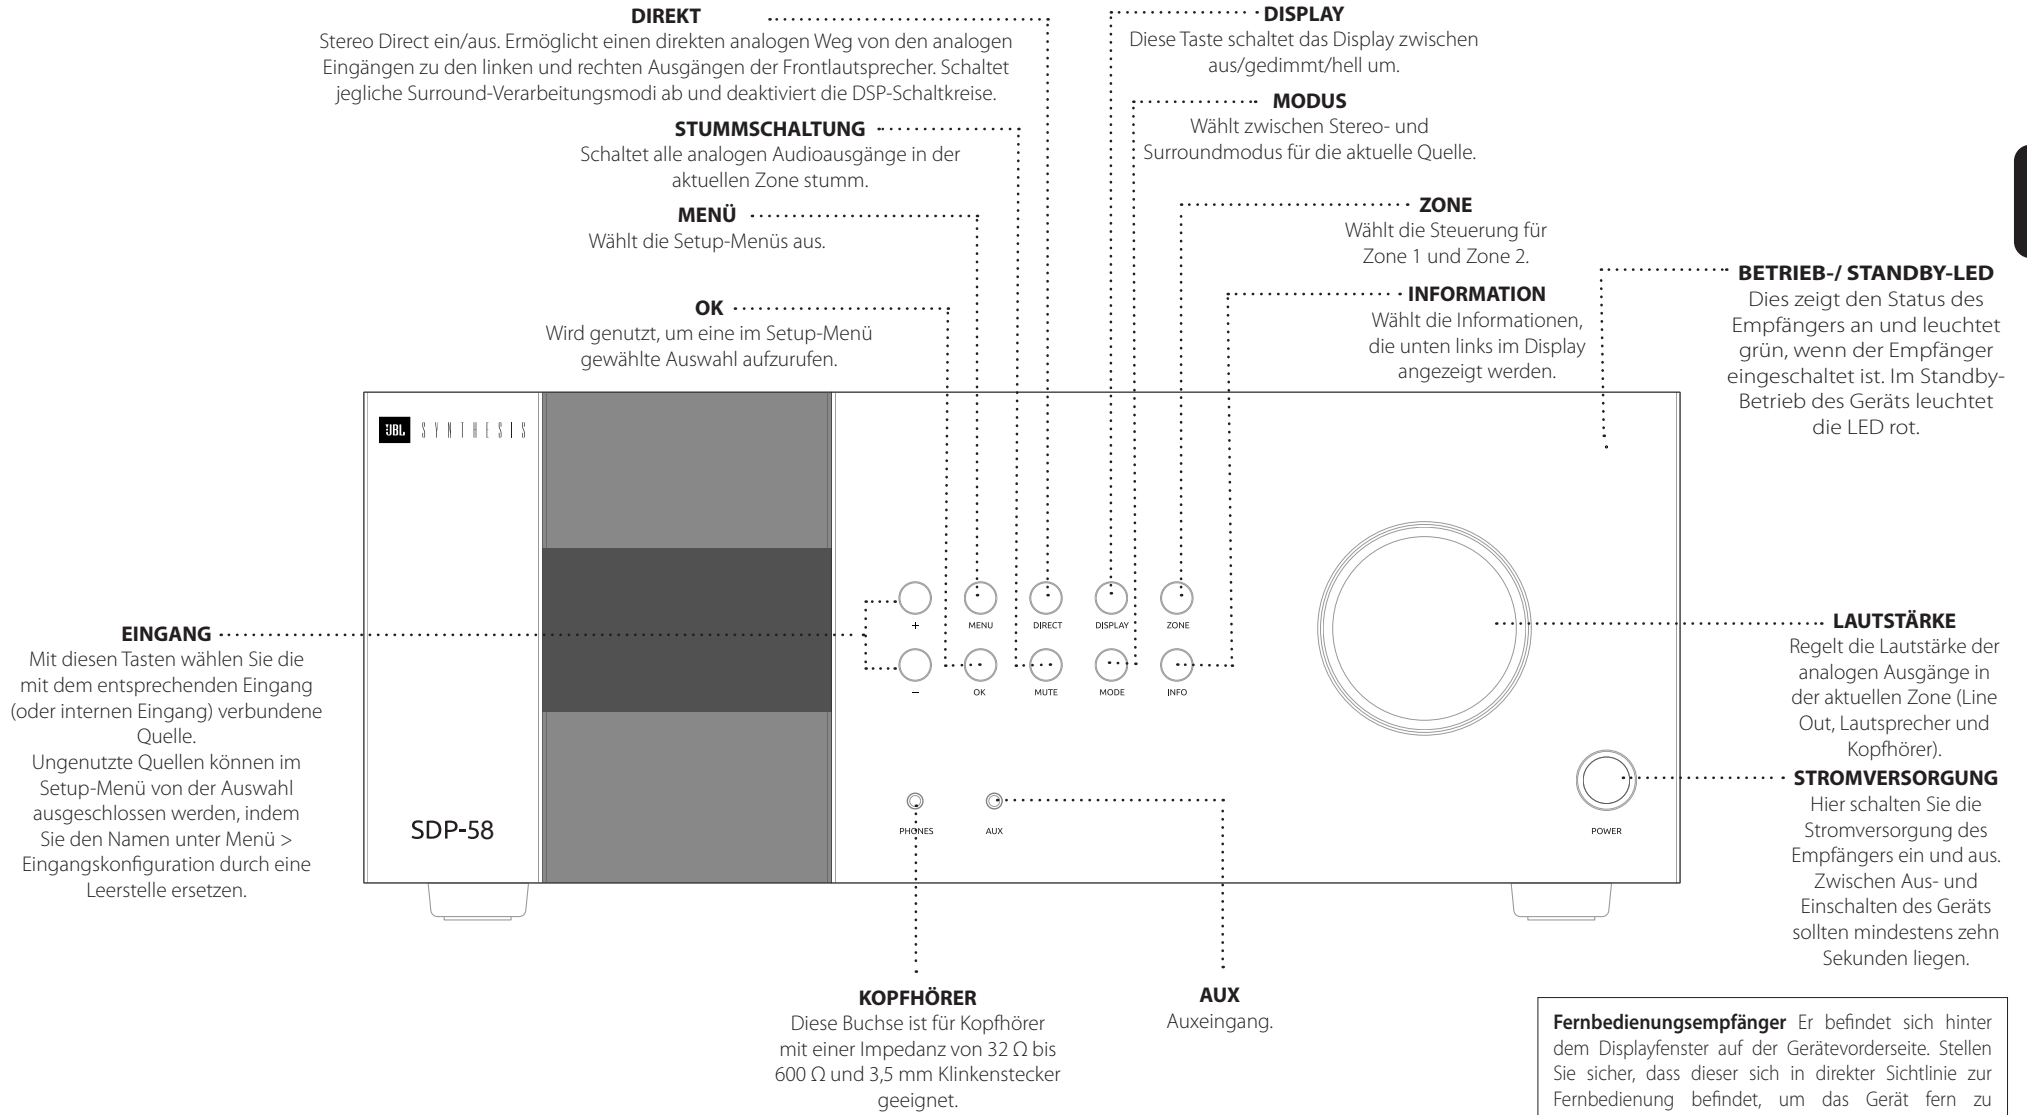 DIREKT
Stereo Direct ein/aus. Ermöglicht einen direkten analogen Weg von den analogen
Eingängen zu den linken und rechten Ausgängen der Frontlautsprecher. Schaltet
jegliche Surround-Verarbeitungsmodi ab und deaktiviert die DSP-Schaltkreise.
STUMMSCHALTUNG
Schaltet alle analogen Audioausgänge in der
aktuellen Zone stumm.
MENÜ
Wählt die Setup-Menüs aus.
OK
Wird genutzt, um eine im Setup-Menü
gewählte Auswahl aufzurufen.
DISPLAY
Diese Taste schaltet das Display zwischen
aus/gedimmt/hell um.
MODUS
Wählt zwischen Stereo- und
Surroundmodus für die aktuelle Quelle.
ZONE
Wählt die Steuerung für
Zone 1 und Zone 2.
INFORMATION
Wählt die Informationen,
die unten links im Display
angezeigt werden.
BETRIEB-/ STANDBY-LED
Dies zeigt den Status des
Empfängers an und leuchtet
grün, wenn der Empfänger
eingeschaltet ist. Im Standby-
Betrieb des Geräts leuchtet
die LED rot.
JBL SYNTHESIS
+
MENU
DIRECT
DISPLAY
ZONE
–
OK
MUTE
MODE
INFO
PHONES
AUX
POWER
SDP-58
EINGANG
Mit diesen Tasten wählen Sie die
mit dem entsprechenden Eingang
(oder internen Eingang) verbundene
Quelle.
Ungenutzte Quellen können im
Setup-Menü von der Auswahl
ausgeschlossen werden, indem
Sie den Namen unter Menü >
Eingangskonfiguration durch eine
Leerstelle ersetzen.
LAUTSTÄRKE
Regelt die Lautstärke der
analogen Ausgänge in
der aktuellen Zone (Line
Out, Lautsprecher und
Kopfhörer).
STROMVERSORGUNG
Hier schalten Sie die
Stromversorgung des
Empfängers ein und aus.
Zwischen Aus- und
Einschalten des Geräts
sollten mindestens zehn
Sekunden liegen.
KOPFHÖRER
Diese Buchse ist für Kopfhörer
mit einer Impedanz von 32 Ω bis
600 Ω und 3,5 mm Klinkenstecker
geeignet.
AUX
Auxeingang.
Fernbedienungsempfänger Er befindet sich hinter
dem Displayfenster auf der Gerätevorderseite. Stellen
Sie sicher, dass dieser sich in direkter Sichtlinie zur
Fernbedienung befindet, um das Gerät fern zu